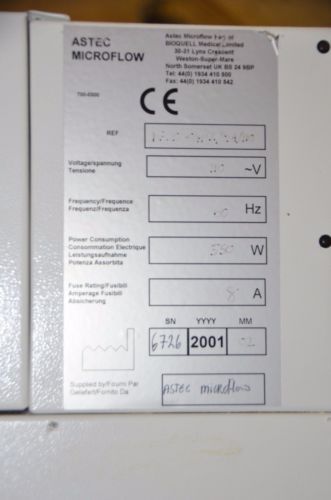 ASTEC
MICROFLOW
Astec Microflow
BIOQUELL Medical Limited
30-31 Lynx Crescent
Weston-Super-Mare
North Somerset UK BS 24 9BP
Tel: 44(0) 1934 410 500
Fax: 44(0) 1934 410 542
CE
REF
Voltage/spannung
Tensione
~V
Frequency/Frequence
Frequenz/Frequenza
Hz
Power Consumption
Consommation Electrique
Leistungsaufnahme
Potenza Assorbita
W
Fuse Rating/Fusibili
Amperage Fusibili
Absicerung
8 A
SN YYYY MM
6726 2001
Supplied by/Fourni Par
Geliefert/Fornito Da
ASTEC microflow